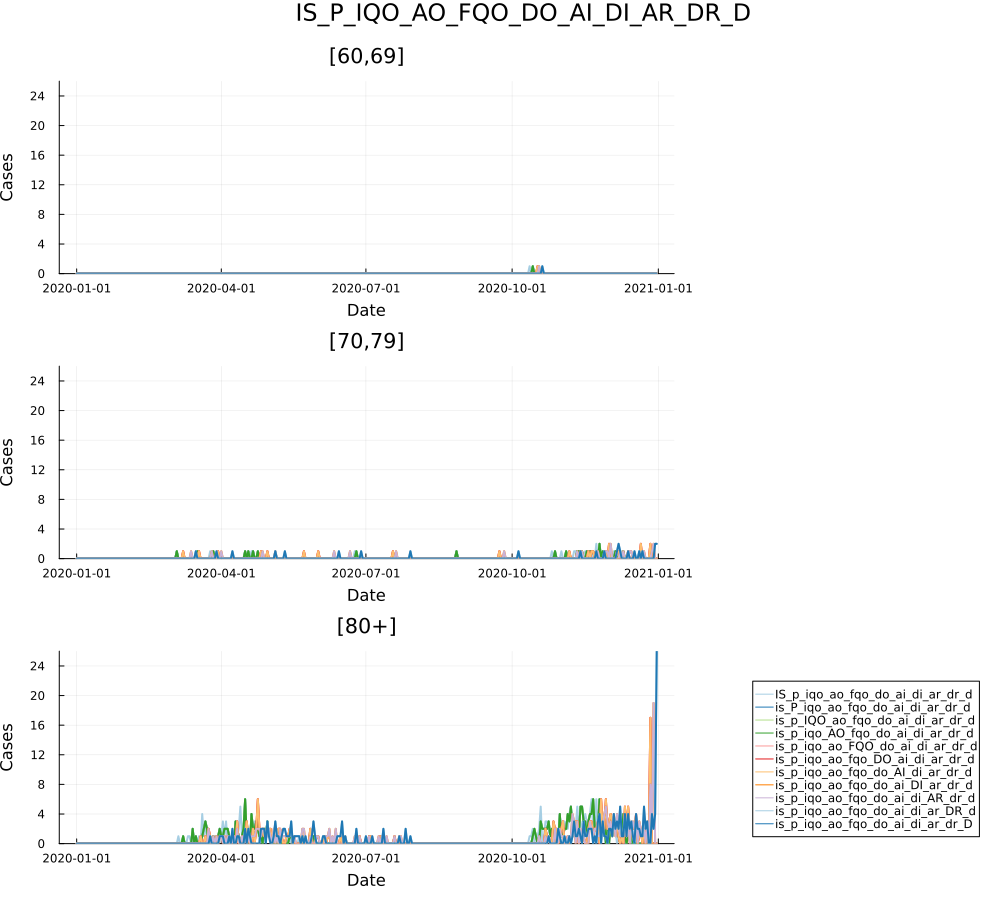 IS_P_IQO_AO_FQO_DO_AI_DI_AR_DR_D
[60,69]
24
20
16
12
8
4
0
Cases
2020-01-01 2020-04-01 2020-07-01 2020-10-01 2021-01-01
Date
[70,79]
24
20
16
12
8
4
0
Cases
2020-01-01 2020-04-01 2020-07-01 2020-10-01 2021-01-01
Date
[80+]
24
20
16
12
8
4
0
Cases
2020-01-01 2020-04-01 2020-07-01 2020-10-01 2021-01-01
Date
IS_p_iqo_ao_fqo_do_ai_di_ar_dr_d
is_P_iqo_ao_fqo_do_ai_di_ar_dr_d
is_p_IQO_ao_fqo_do_ai_di_ar_dr_d
is_p_iqo_AO_fqo_do_ai_di_ar_dr_d
is_p_iqo_ao_FQO_do_ai_di_ar_dr_d
is_p_iqo_ao_fqo_DO_ai_di_ar_dr_d
is_p_iqo_ao_fqo_do_AI_di_ar_dr_d
is_p_iqo_ao_fqo_do_ai_DI_ar_dr_d
is_p_iqo_ao_fqo_do_ai_di_AR_dr_d
is_p_iqo_ao_fqo_do_ai_di_ar_DR_d
is_p_iqo_ao_fqo_do_ai_di_ar_dr_D